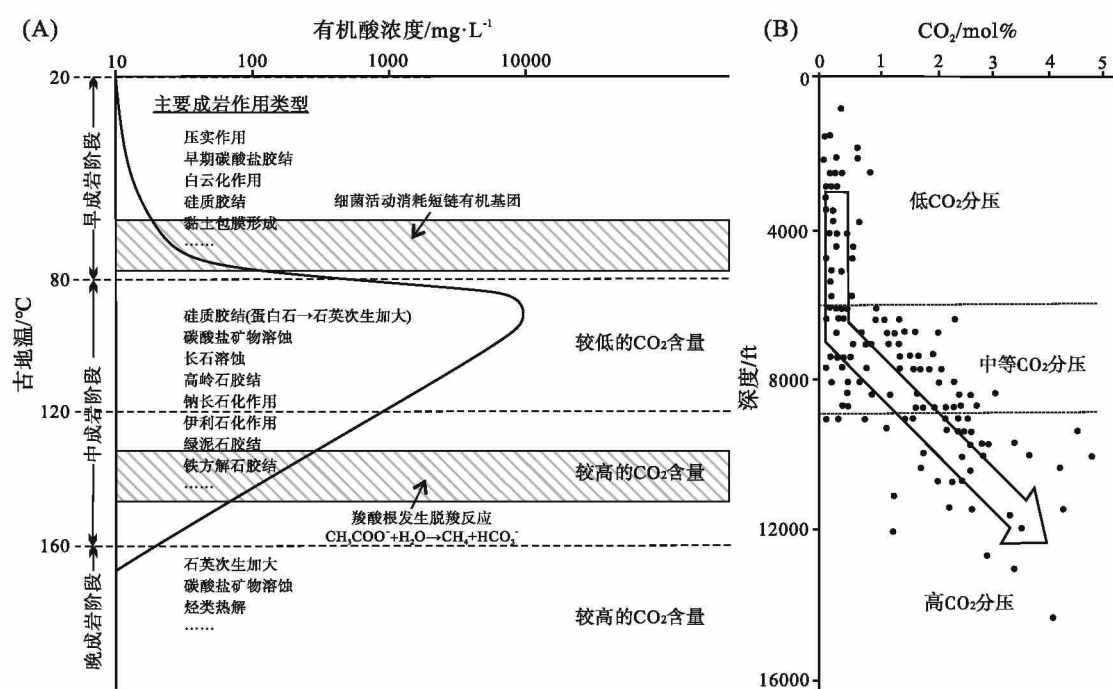 (A)
有机酸浓度/mg·L⁻¹
10
100
1000
10000
20
80
120
160
古地温/℃
早成岩阶段
中成岩阶段
晚成岩阶段
主要成岩作用类型
压实作用
早期碳酸盐胶结
白云化作用
硅质胶结
黏土包膜形成
……
细菌活动消耗短链有机基团
硅质胶结(蛋白石→石英次生加大)
碳酸盐矿物溶蚀
长石溶蚀
高岭石胶结
钠长石化作用
伊利石化作用
绿泥石胶结
铁方解石胶结
……
较低的CO₂含量
较高的CO₂含量
羧酸根发生脱羧反应
CH₃COO⁻+H₂O→CH₄+HCO₃⁻
石英次生加大
碳酸盐矿物溶蚀
烃类热解
……
较高的CO₂含量
(B)
CO₂/mol%
0
1
2
3
4
5
0
4000
8000
12000
16000
深度/ft
低CO₂分压
中等CO₂分压
高CO₂分压